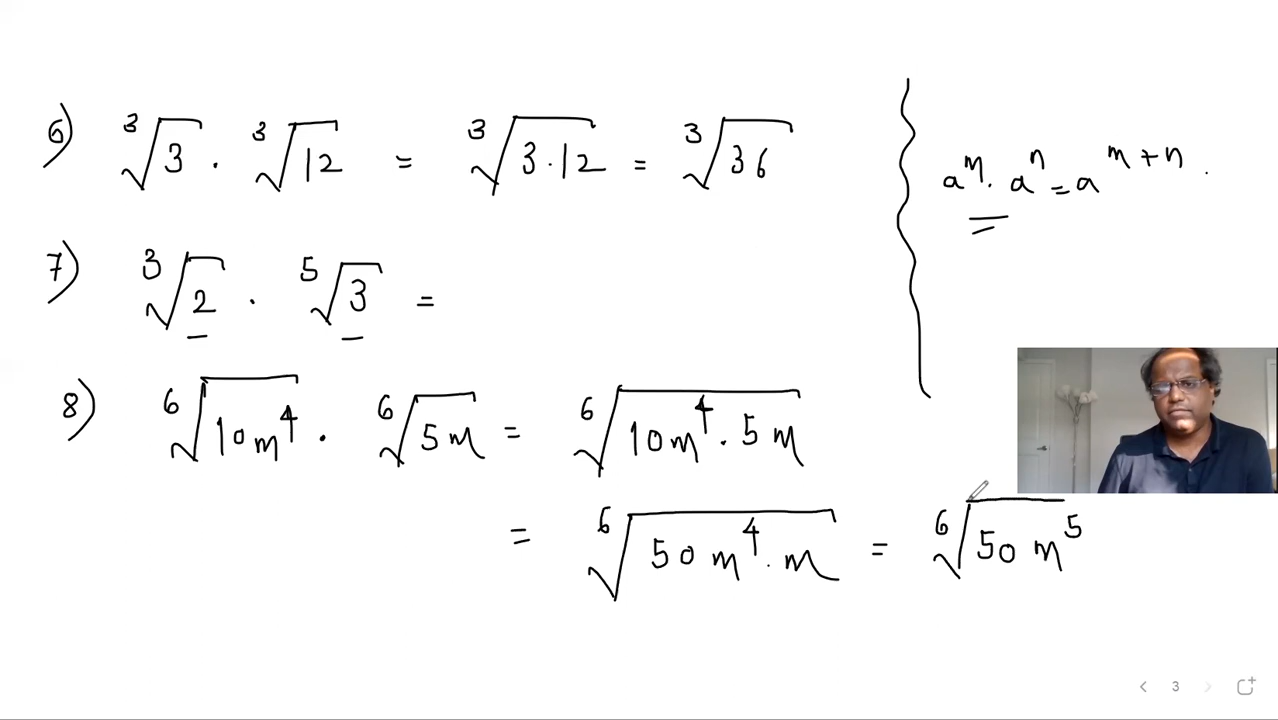 6) ∛3 · ∛12 = ∛(3·12) = ∛36
aᵐ · aⁿ = aᵐ⁺ⁿ.
7) ∛2 · ⁵√3 =
8) ⁶√(10m⁴) · ⁶√(5m) = ⁶√(10m⁴ · 5m)
= ⁶√(50m⁴ · m) = ⁶√(50m⁵)
3